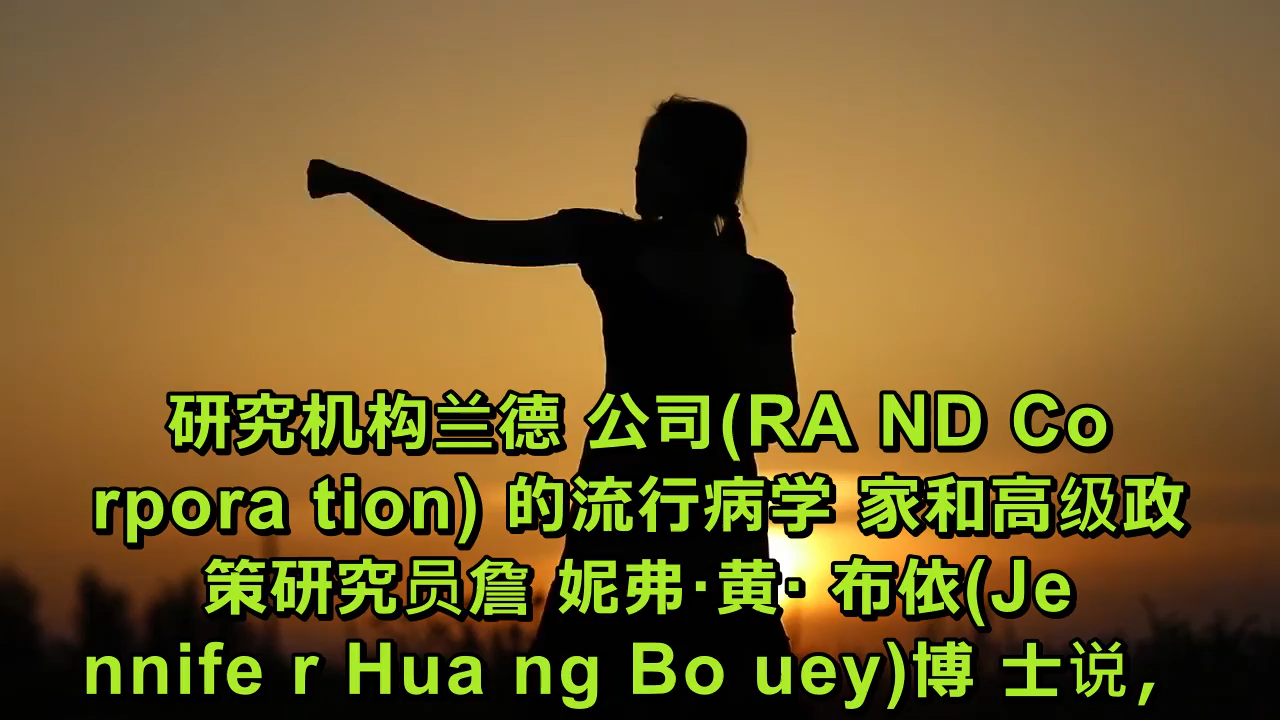 研究机构兰德 公司(RA ND Co
rpora tion) 的流行病学 家和高级政
策研究员詹 妮弗·黄· 布依(Je
nnife r Hua ng Bo uey)博 士说，